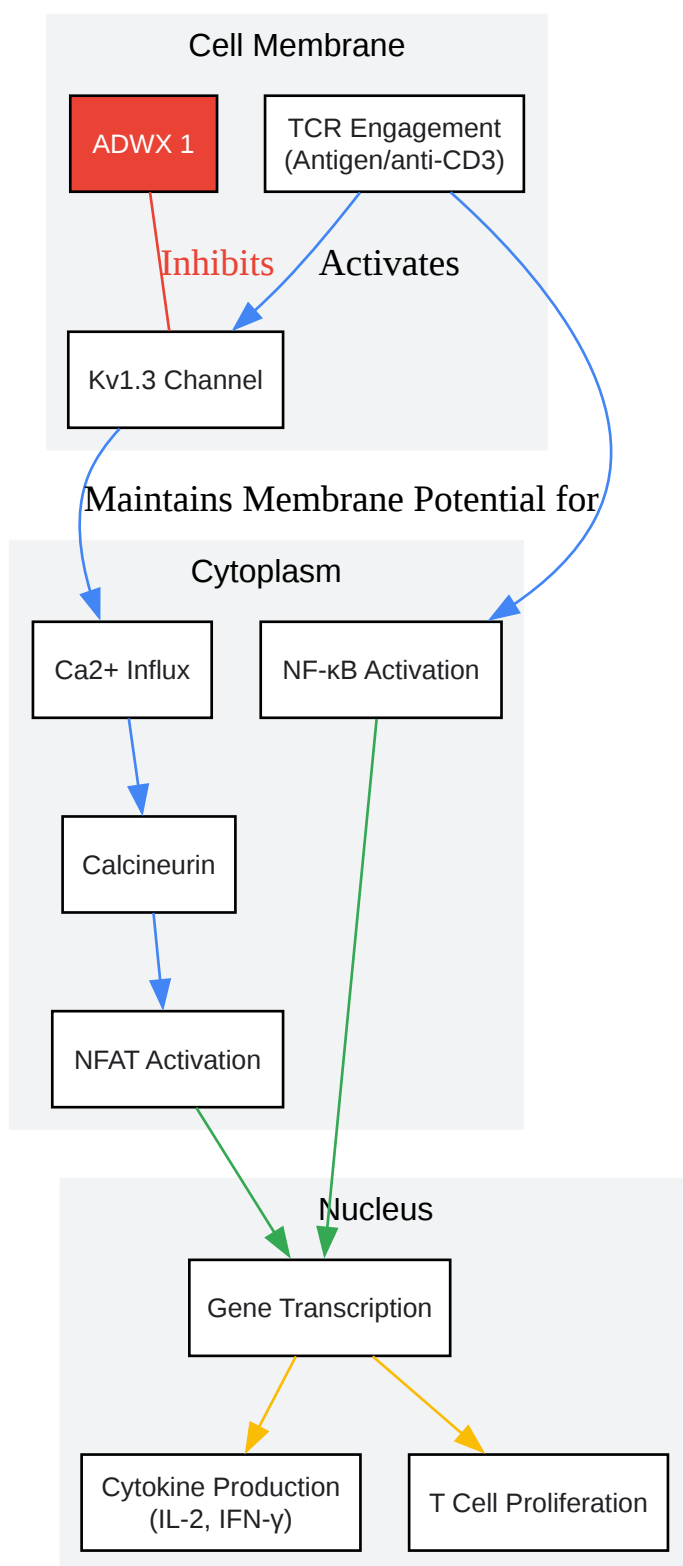 Cell Membrane
ADWX 1
TCR Engagement
(Antigen/anti-CD3)
Inhibits
Activates
Kv1.3 Channel
Maintains Membrane Potential for
Cytoplasm
Ca2+ Influx
NF-κB Activation
Calcineurin
NFAT Activation
Nucleus
Gene Transcription
Cytokine Production
(IL-2, IFN-γ)
T Cell Proliferation